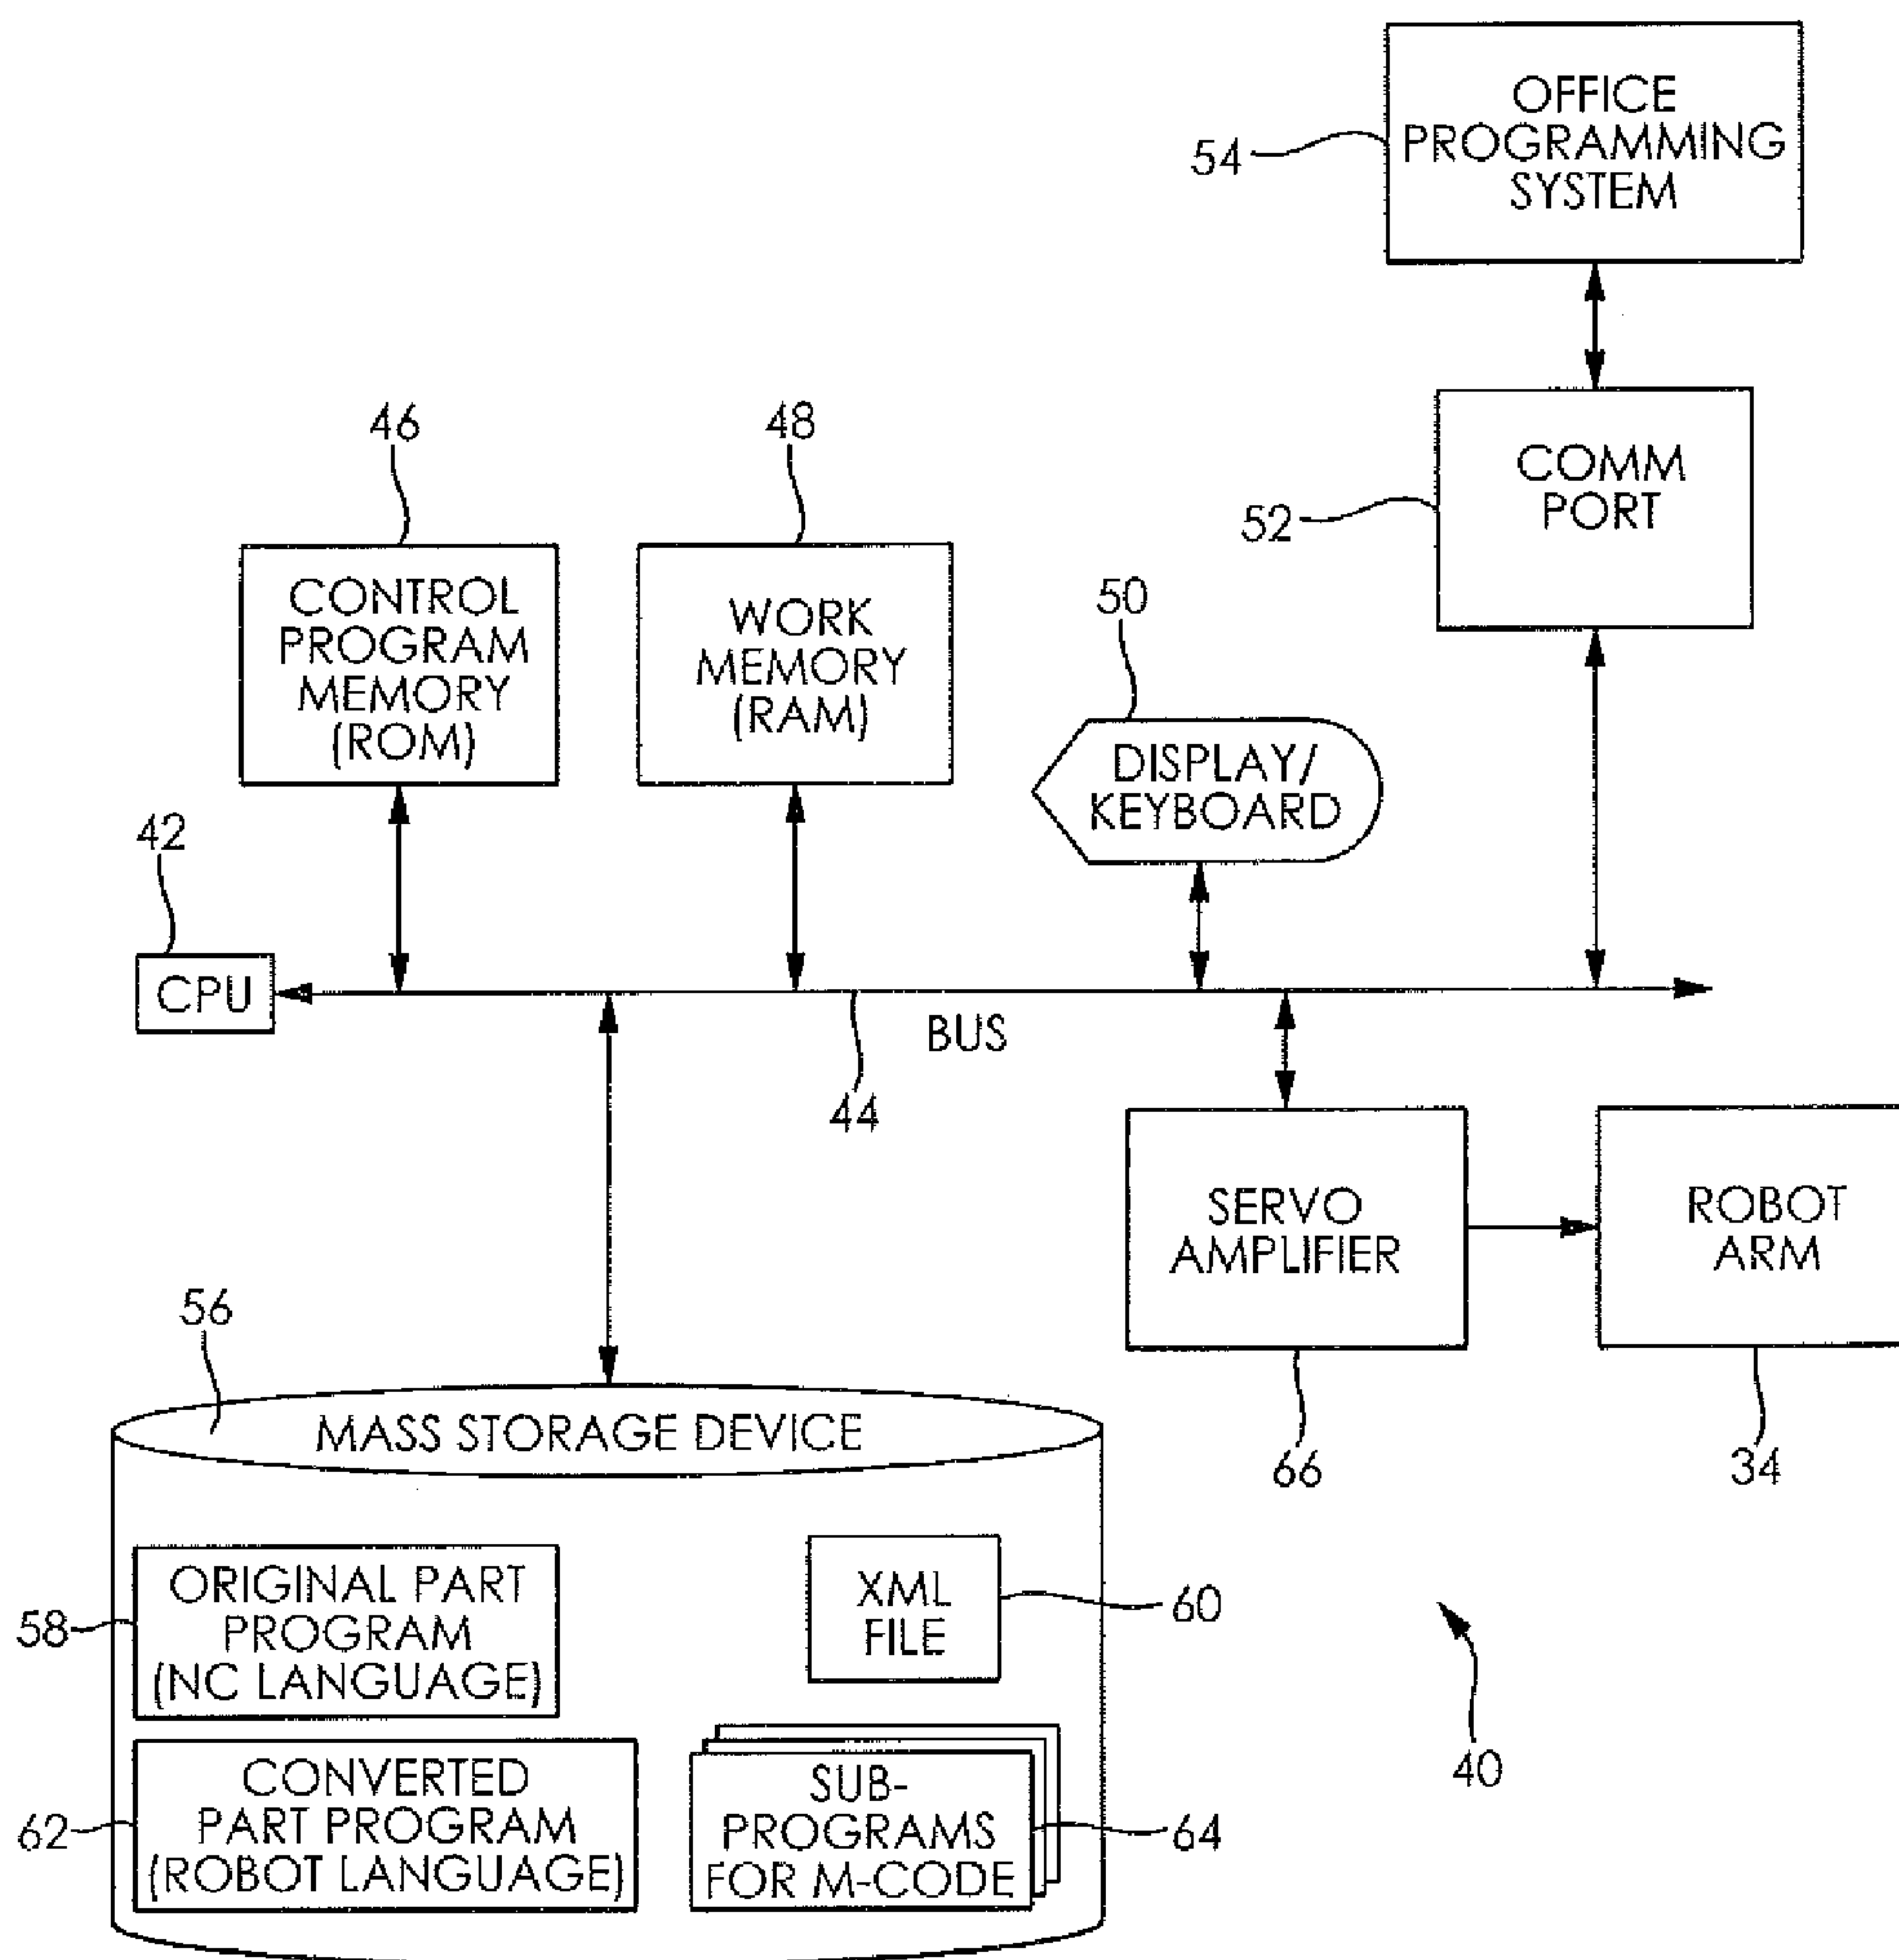 OFFICE
PROGRAMMING
SYSTEM
54
COMM
PORT
52
46
48
CONTROL
PROGRAM
MEMORY
(ROM)
WORK
MEMORY
(RAM)
50
DISPLAY/
KEYBOARD
42
CPU
BUS
44
SERVO
AMPLIFIER
ROBOT
ARM
66
34
56
MASS STORAGE DEVICE
ORIGINAL PART
PROGRAM
(NC LANGUAGE)
58
XML
FILE
60
CONVERTED
PART PROGRAM
(ROBOT LANGUAGE)
62
SUB-
PROGRAMS
FOR M-CODE
64
40